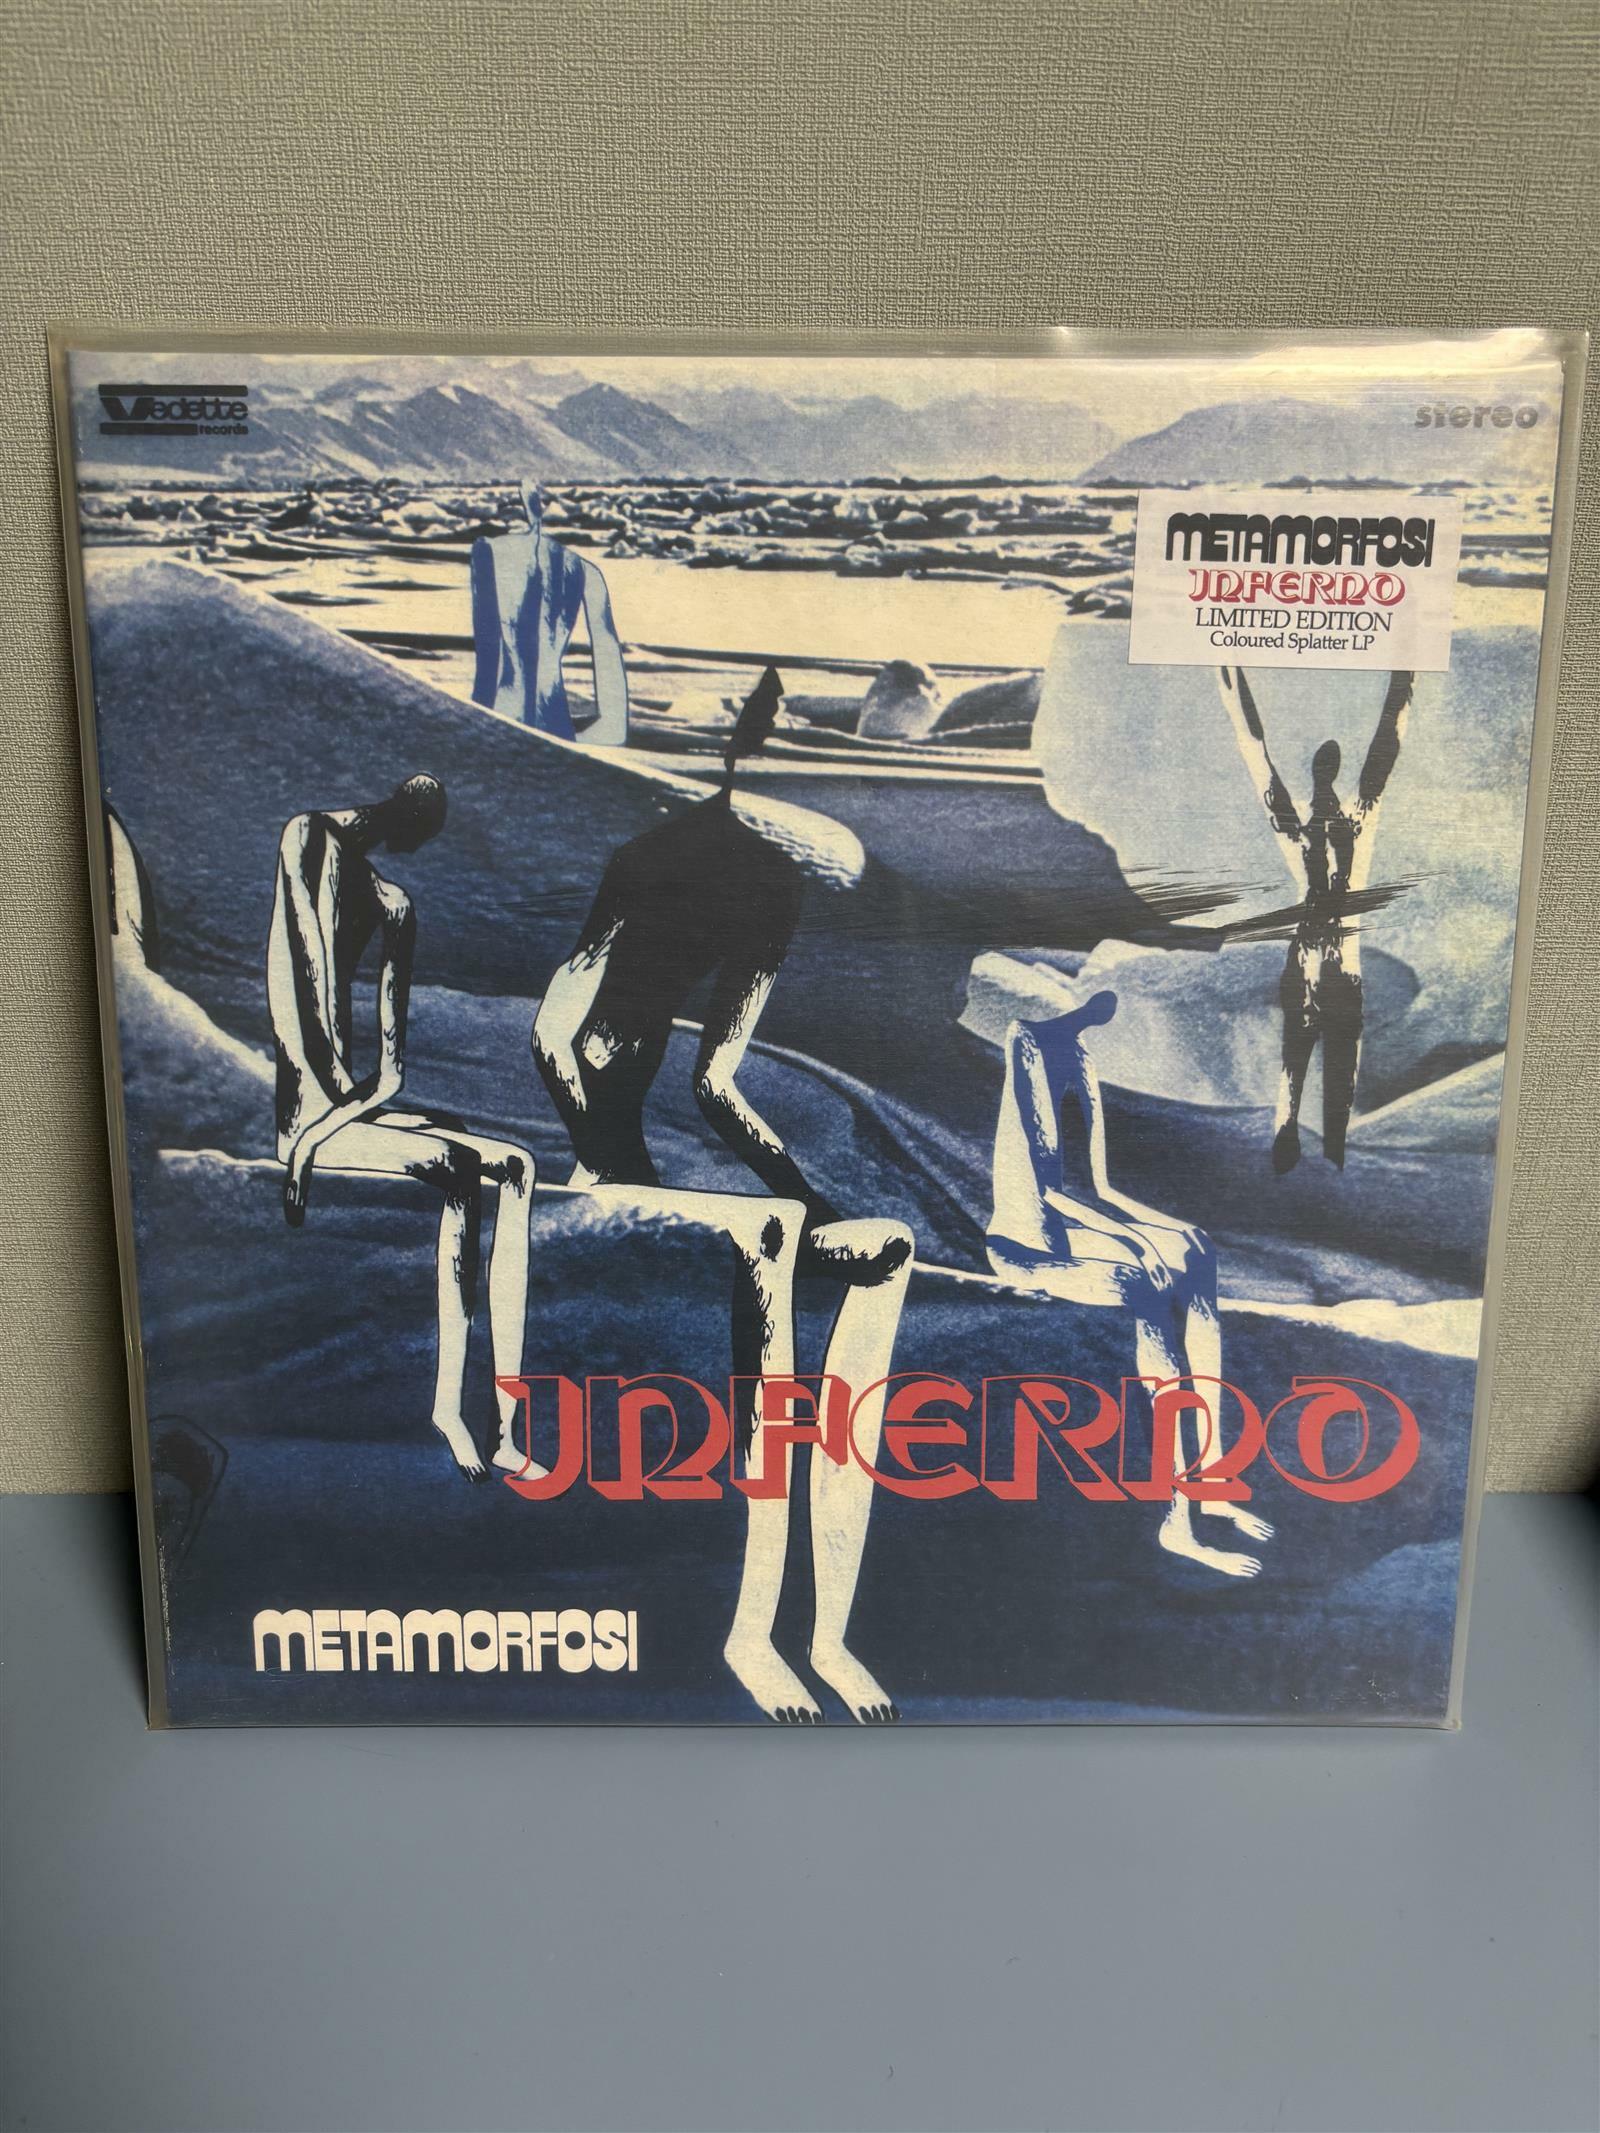 Vedette
records
stereo
METAMORFOSI
INFERNO
LIMITED EDITION
Coloured Splatter LP
INFERNO
METAMORFOSI